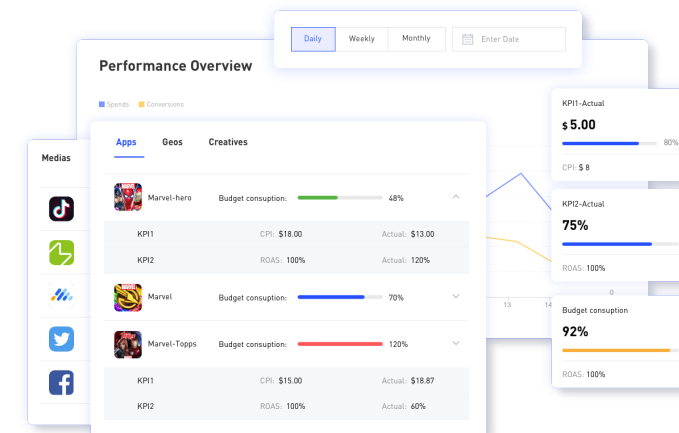 Daily
Weekly
Monthly
Enter Date
Performance Overview
Spends
Conversions
Medias
Apps
Geos
Creatives
Marvel-hero
Budget consuption:
48%
KPI1
CPI: $18.00
Actual: $13.00
KPI2
ROAS: 100%
Actual: 120%
Marvel
Budget consuption:
70%
Marvel-Topps
Budget consuption:
120%
KPI1
CPI: $15.00
Actual: $18.87
KPI2
ROAS: 100%
Actual: 60%
KPI1-Actual
$ 5.00
80%
CPI: $ 8
KPI2-Actual
75%
ROAS: 100%
0
13
14
Budget consuption
92%
ROAS: 100%